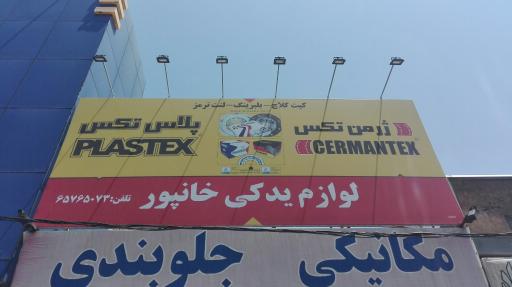 کیت کلاچ - بلبرینگ - لنت ترمز
ژرمن تکس
CERMANTEX
پلاس تکس
PLASTEX
لوازم یدکی خانپور
تلفن: ۶۵۷۶۵۰۷۳
مکانیکی جلوبندی